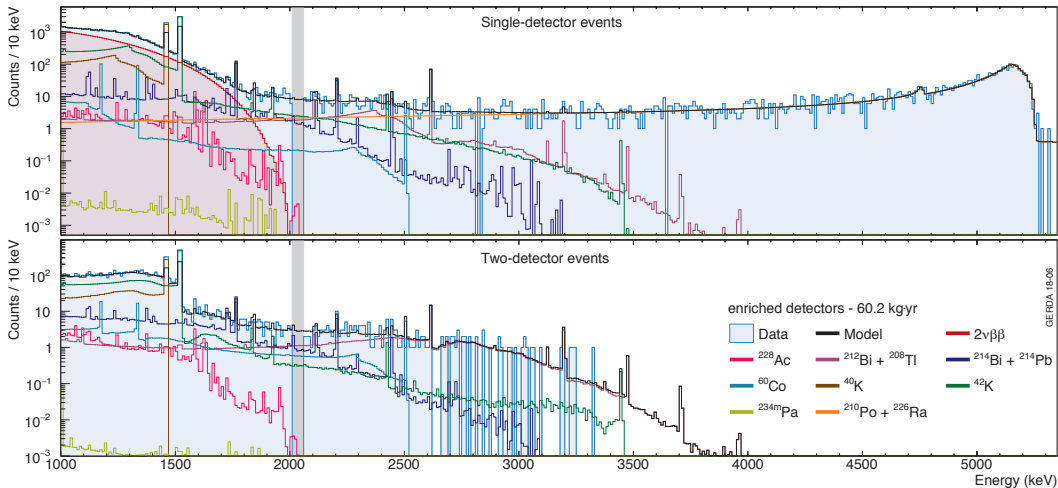 Single-detector events
Counts / 10 keV
10³
10²
10
1
10⁻¹
10⁻²
10⁻³
Two-detector events
Counts / 10 keV
10²
10
1
10⁻¹
10⁻²
10⁻³
enriched detectors - 60.2 kg·yr
Data Model 2νββ
²²⁸Ac ²¹²Bi + ²⁰⁸Tl ²¹⁴Bi + ²¹⁴Pb
⁶⁰Co ⁴⁰K ⁴²K
²³⁴ᵐPa ²¹⁰Po + ²²⁶Ra
GERDA 18-06
1000 1500 2000 2500 3000 3500 4000 4500 5000
Energy (keV)